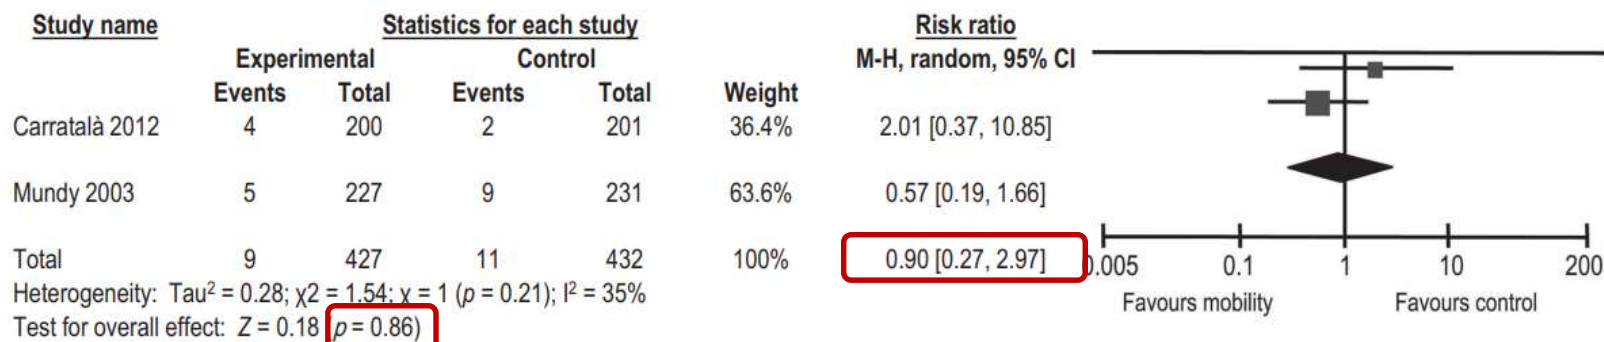 Study name Statistics for each study Risk ratio
Experimental Control M-H, random, 95% CI
Events Total Events Total Weight
Carratalà 2012 4 200 2 201 36.4% 2.01 [0.37, 10.85]
Mundy 2003 5 227 9 231 63.6% 0.57 [0.19, 1.66]
Total 9 427 11 432 100% 0.90 [0.27, 2.97]
0.005 0.1 1 10 200
Heterogeneity: Tau² = 0.28; χ2 = 1.54; χ = 1 (p = 0.21); I² = 35%
Favours mobility Favours control
Test for overall effect: Z = 0.18 (p = 0.86)